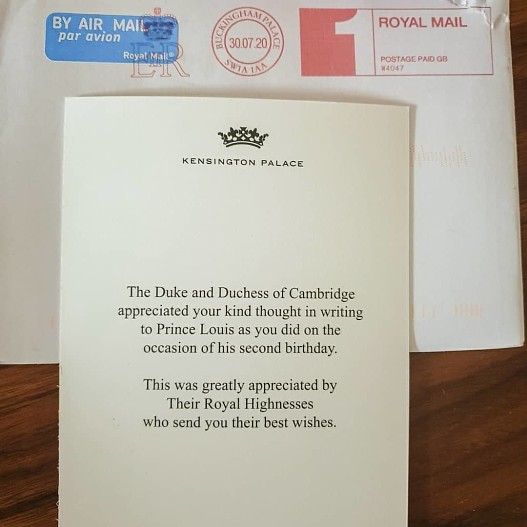 BY AIR MAIL
par avion
Royal Mail®
ER
BUCKINGHAM PALACE
30.07.20
SW1A 1AA
1
ROYAL MAIL
POSTAGE PAID GB
R4047
KENSINGTON PALACE
The Duke and Duchess of Cambridge
appreciated your kind thought in writing
to Prince Louis as you did on the
occasion of his second birthday.
This was greatly appreciated by
Their Royal Highnesses
who send you their best wishes.